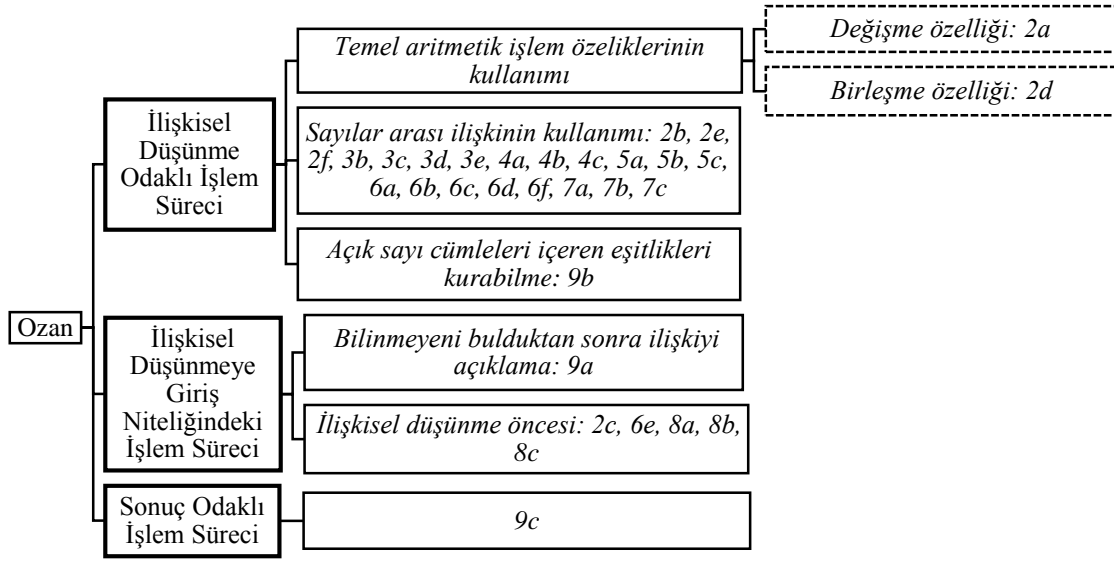 Ozan
İlişkisel
Düşünme
Odaklı İşlem
Süreci
Temel aritmetik işlem özeliklerinin
kullanımı
Değişme özelliği: 2a
Birleşme özelliği: 2d
Sayılar arası ilişkinin kullanımı: 2b, 2e,
2f, 3b, 3c, 3d, 3e, 4a, 4b, 4c, 5a, 5b, 5c,
6a, 6b, 6c, 6d, 6f, 7a, 7b, 7c
Açık sayı cümleleri içeren eşitlikleri
kurabilme: 9b
İlişkisel
Düşünmeye
Giriş
Niteliğindeki
İşlem Süreci
Bilinmeyeni bulduktan sonra ilişkiyi
açıklama: 9a
İlişkisel düşünme öncesi: 2c, 6e, 8a, 8b,
8c
Sonuç Odaklı
İşlem Süreci
9c